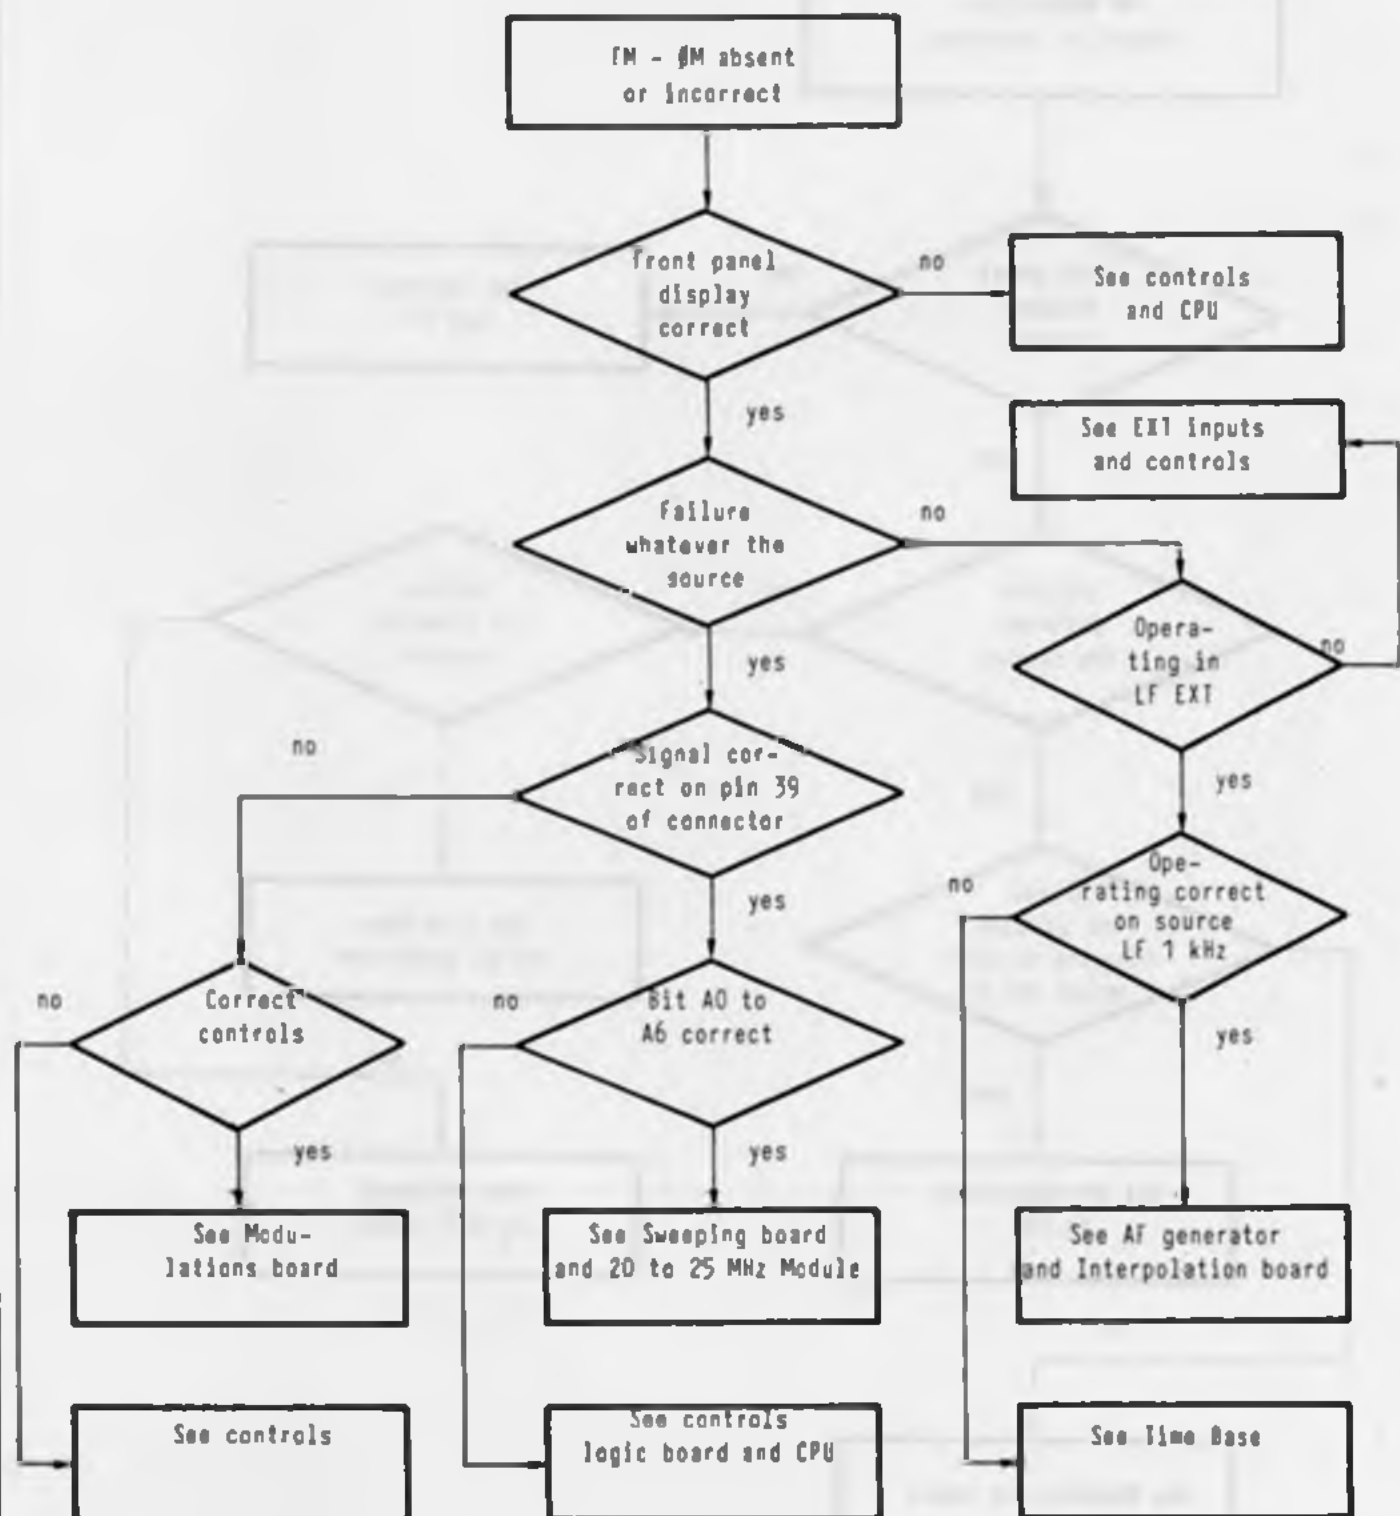 FM - ØM absent
or incorrect
front panel
display
correct
no
See controls
and CPU
yes
See EXT Inputs
and controls
Failure
whatever the
source
no
Opera-
ting in
LF EXT
no
yes
Signal cor-
rect on pin 39
of connector
no
yes
yes
Ope-
rating correct
on source
LF 1 kHz
no
yes
Correct
controls
no
yes
Bit A0 to
A6 correct
no
yes
See Modu-
lations board
See Sweeping board
and 20 to 25 MHz Module
See AF generator
and Interpolation board
See controls
See controls
logic board and CPU
See Time Base